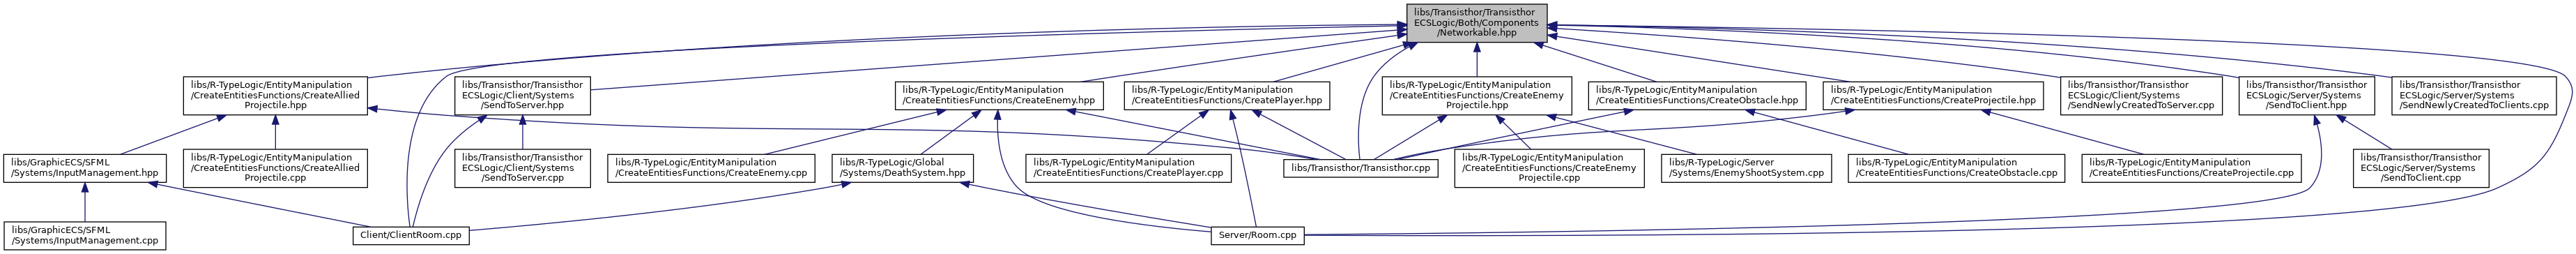 libs/Transisthor/Transisthor
ECSLogic/Both/Components
/Networkable.hpp
libs/R-TypeLogic/EntityManipulation
/CreateEntitiesFunctions/CreateAllied
Projectile.hpp
libs/Transisthor/Transisthor
ECSLogic/Client/Systems
/SendToServer.hpp
libs/R-TypeLogic/EntityManipulation
/CreateEntitiesFunctions/CreateEnemy.hpp
libs/R-TypeLogic/EntityManipulation
/CreateEntitiesFunctions/CreatePlayer.hpp
libs/R-TypeLogic/EntityManipulation
/CreateEntitiesFunctions/CreateEnemy
Projectile.hpp
libs/R-TypeLogic/EntityManipulation
/CreateEntitiesFunctions/CreateObstacle.hpp
libs/R-TypeLogic/EntityManipulation
/CreateEntitiesFunctions/CreateProjectile.hpp
libs/Transisthor/Transisthor
ECSLogic/Client/Systems
/SendNewlyCreatedToServer.cpp
libs/Transisthor/Transisthor
ECSLogic/Server/Systems
/SendToClient.hpp
libs/Transisthor/Transisthor
ECSLogic/Server/Systems
/SendNewlyCreatedToClients.cpp
libs/GraphicECS/SFML
/Systems/InputManagement.hpp
libs/R-TypeLogic/EntityManipulation
/CreateEntitiesFunctions/CreateAllied
Projectile.cpp
libs/Transisthor/Transisthor
ECSLogic/Client/Systems
/SendToServer.cpp
libs/R-TypeLogic/EntityManipulation
/CreateEntitiesFunctions/CreateEnemy.cpp
libs/R-TypeLogic/Global
/Systems/DeathSystem.hpp
libs/R-TypeLogic/EntityManipulation
/CreateEntitiesFunctions/CreatePlayer.cpp
libs/Transisthor/Transisthor.cpp
libs/R-TypeLogic/EntityManipulation
/CreateEntitiesFunctions/CreateEnemy
Projectile.cpp
libs/R-TypeLogic/Server
/Systems/EnemyShootSystem.cpp
libs/R-TypeLogic/EntityManipulation
/CreateEntitiesFunctions/CreateObstacle.cpp
libs/R-TypeLogic/EntityManipulation
/CreateEntitiesFunctions/CreateProjectile.cpp
libs/Transisthor/Transisthor
ECSLogic/Server/Systems
/SendToClient.cpp
libs/GraphicECS/SFML
/Systems/InputManagement.cpp
Client/ClientRoom.cpp
Server/Room.cpp